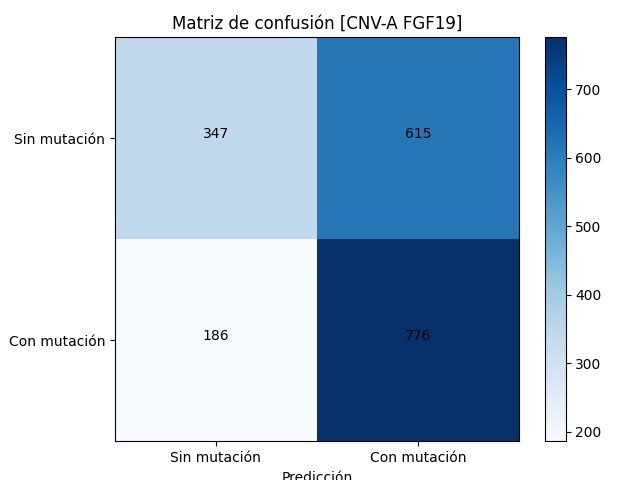 Matriz de confusión [CNV-A FGF19]
Sin mutación
347
615
Con mutación
186
776
Sin mutación
Con mutación
Predicción
700
600
500
400
300
200